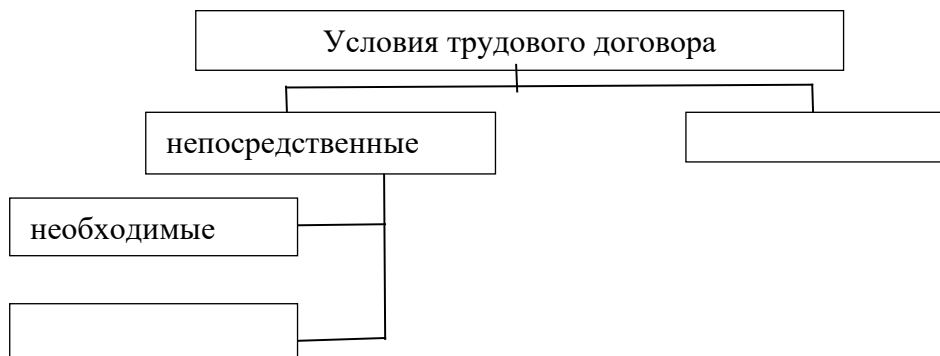 Условия трудового договора
непосредственные
необходимые